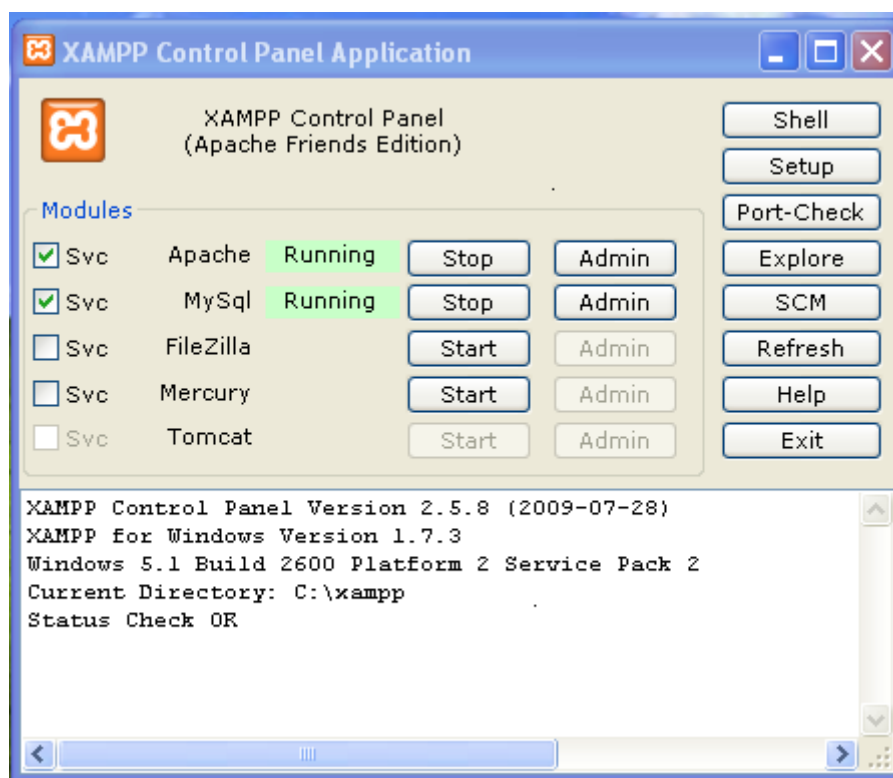 XAMPP Control Panel Application
XAMPP Control Panel
(Apache Friends Edition)
Shell
Setup
Port-Check
Explore
SCM
Refresh
Help
Exit
Modules
Svc Apache Running Stop Admin
Svc MySql Running Stop Admin
Svc FileZilla Start Admin
Svc Mercury Start Admin
Svc Tomcat Start Admin
XAMPP Control Panel Version 2.5.8 (2009-07-28)
XAMPP for Windows Version 1.7.3
Windows 5.1 Build 2600 Platform 2 Service Pack 2
Current Directory: C:\xampp
Status Check OR